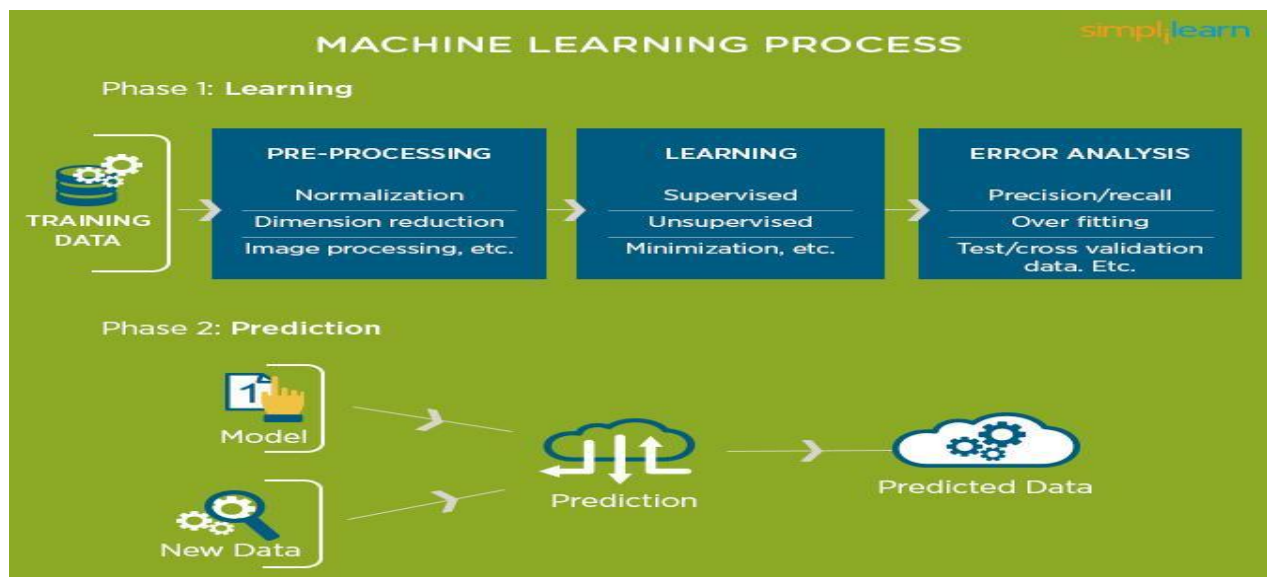 MACHINE LEARNING PROCESS
simplilearn
Phase 1: Learning
TRAINING
DATA
PRE-PROCESSING
Normalization
Dimension reduction
Image processing, etc.
LEARNING
Supervised
Unsupervised
Minimization, etc.
ERROR ANALYSIS
Precision/recall
Over fitting
Test/cross validation
data. Etc.
Phase 2: Prediction
1
Model
New Data
Prediction
Predicted Data